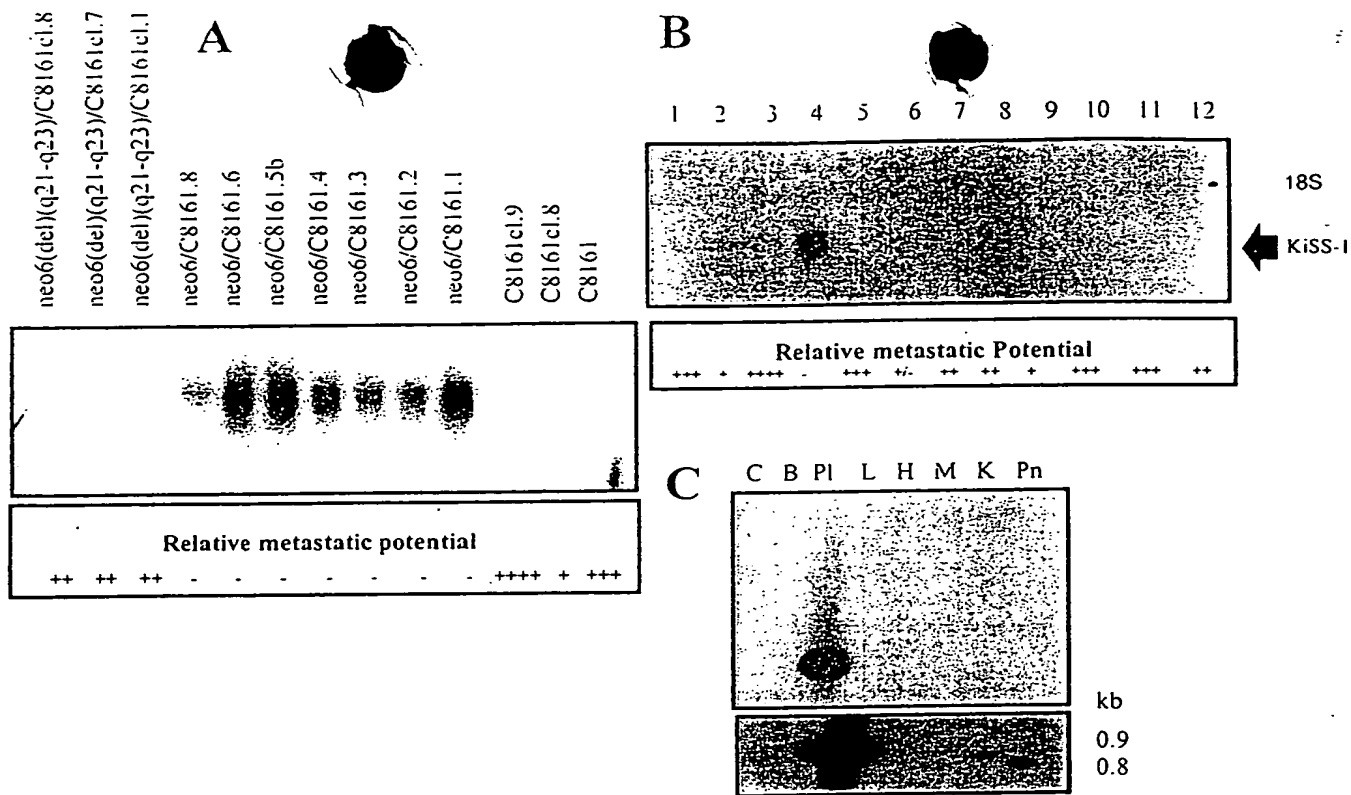 A
neo6(del)(q21-q23)/C8161cl.8
neo6(del)(q21-q23)/C8161cl.7
neo6(del)(q21-q23)/C8161cl.1
neo6/C8161.8
neo6/C8161.6
neo6/C8161.5b
neo6/C8161.4
neo6/C8161.3
neo6/C8161.2
neo6/C8161.1
C8161cl.9
C8161cl.8
C8161
Relative metastatic potential
++ ++ ++ - - - - - - - ++++ + +++
B
1 2 3 4 5 6 7 8 9 10 11 12
18S
KiSS-1
Relative metastatic Potential
+++ + ++++ - +++ +/- ++ ++ + +++ +++ ++
C
C B Pl L H M K Pn
kb
0.9
0.8